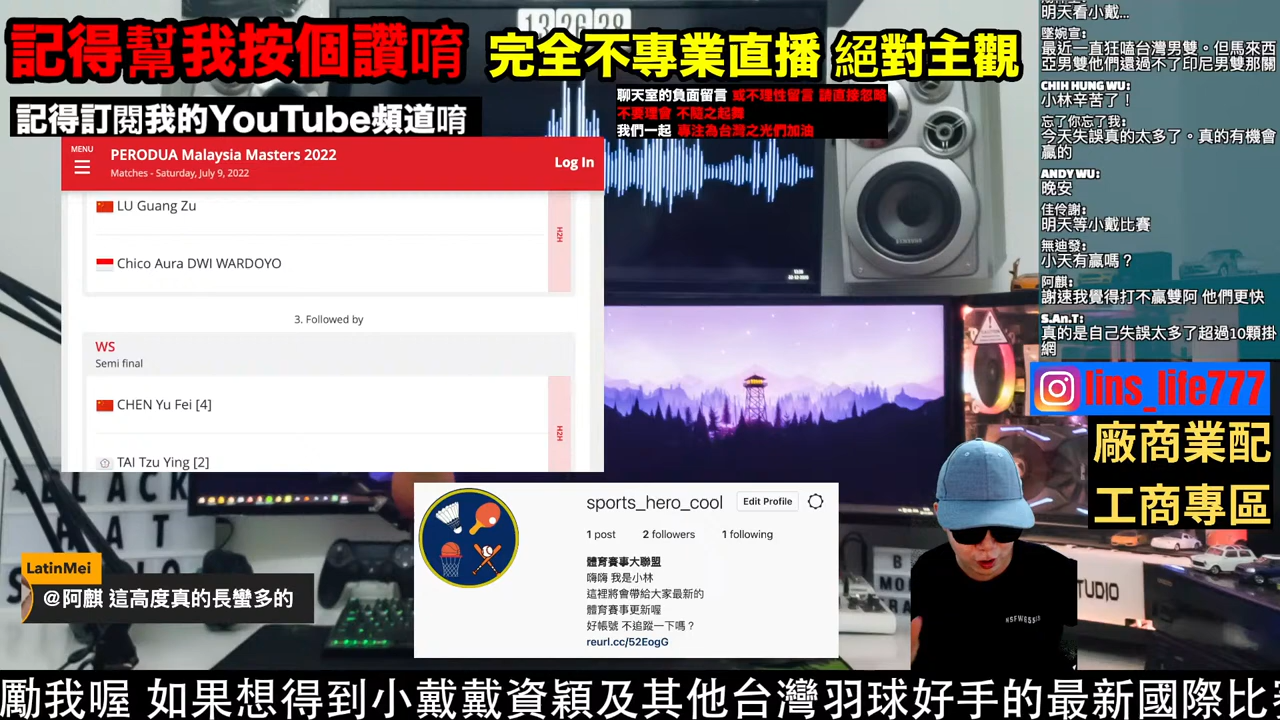 13 26 28
記得幫我按個讚唷
完全不專業直播 絕對主觀
記得訂閱我的YouTube頻道唷
聊天室的負面留言 或不理性留言 請直接忽略
不要理會 不隨之起舞
我們一起 專注為台灣之光們加油
MENU
PERODUA Malaysia Masters 2022
Matches - Saturday, July 9, 2022
Log In
LU Guang Zu
H2H
Chico Aura DWI WARDOYO
3. Followed by
WS
Semi final
CHEN Yu Fei [4]
H2H
TAI Tzu Ying [2]
明天看小戴...
墜婉宣:
最近一直狂嗑台灣男雙。但馬來西
亞男雙他們還過不了印尼男雙那關
CHIH HUNG WU:
小林辛苦了！
忘了你忘了我:
今天失誤真的太多了。真的有機會
贏的
ANDY WU:
晚安
佳伶謝:
明天等小戴比賽
無迪發:
小天有贏嗎？
阿麒:
謝速我覺得打不贏雙阿 他們更快
S.An.T:
真的是自己失誤太多了超過10顆掛
網
lins_life777
廠商業配
工商專區
sports_hero_cool
Edit Profile
1 post 2 followers 1 following
體育賽事大聯盟
嗨嗨 我是小林
這裡將會帶給大家最新的
體育賽事更新喔
好帳號 不追蹤一下嗎？
reurl.cc/52EogG
LatinMei
@阿麒 這高度真的長蠻多的
BLACK
HAT
STUDIO
勵我喔 如果想得到小戴戴資穎及其他台灣羽球好手的最新國際比